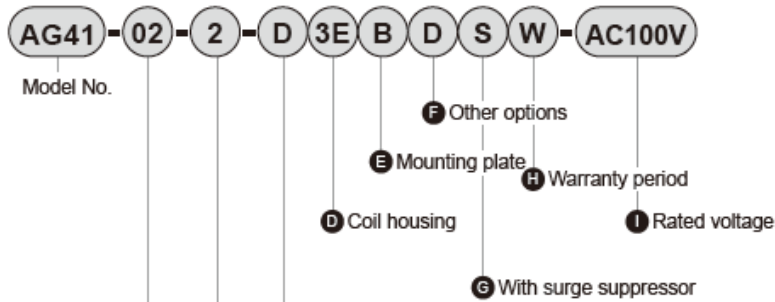 AG41-02-2-D 3E B D S W-AC100V
Model No.
F Other options
E Mounting plate
H Warranty period
D Coil housing
I Rated voltage
G With surge suppressor